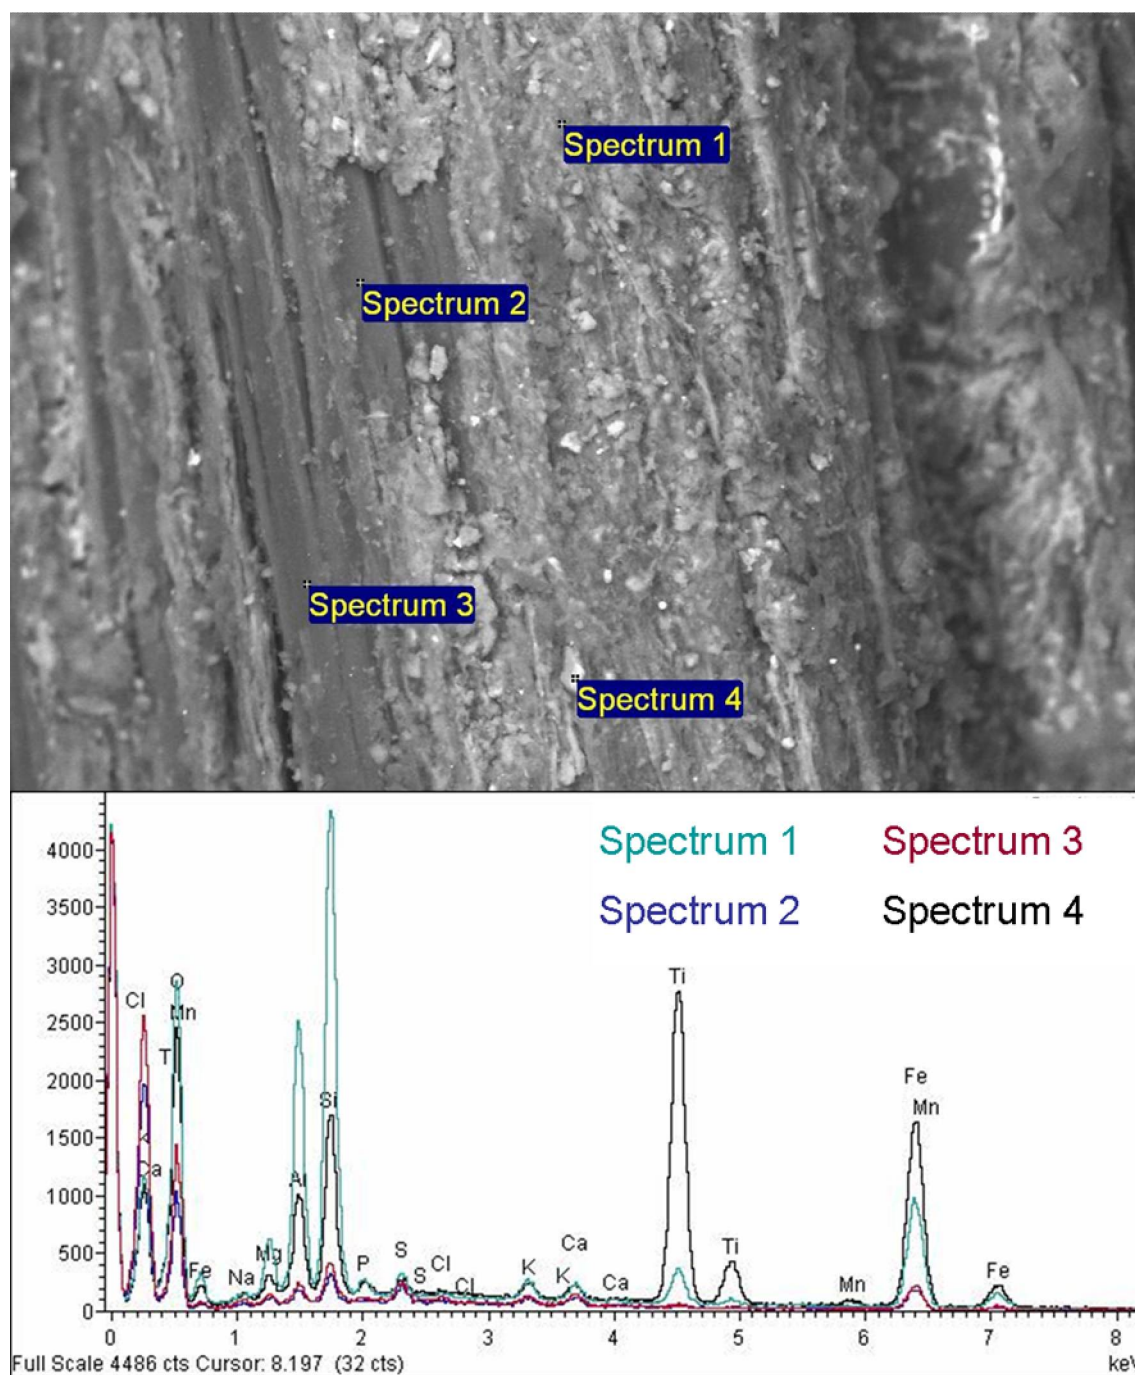 Spectrum 1
Spectrum 2
Spectrum 3
Spectrum 4
Spectrum 1 Spectrum 3
Spectrum 2 Spectrum 4
4000
3500
3000
2500
2000
1500
1000
500
0
Cl O
Mn
T
K
Ca
Fe Na Mg Al Si P S S Cl Cl K K Ca Ca
Ti
Ti
Mn
Fe
Mn
Fe
0 1 2 3 4 5 6 7 8
Full Scale 4486 cts Cursor: 8.197 (32 cts) keV